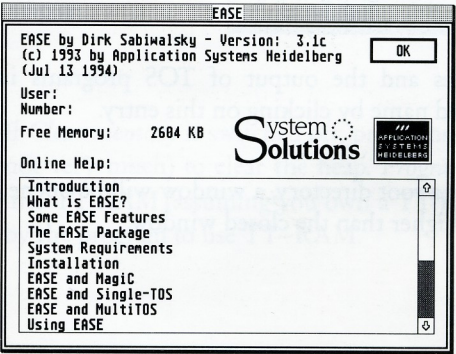 EASE
EASE by Dirk Sabiwalsky - Version: 3.1c
(c) 1993 by Application Systems Heidelberg
(Jul 13 1994)
OK
User:
Number:
Free Memory: 2604 KB
System
Solutions
APPLICATION
SYSTEMS
HEIDELBERG
Online Help:
Introduction
What is EASE?
Some EASE Features
The EASE Package
System Requirements
Installation
EASE and MagiC
EASE and Single-TOS
EASE and MultiTOS
Using EASE